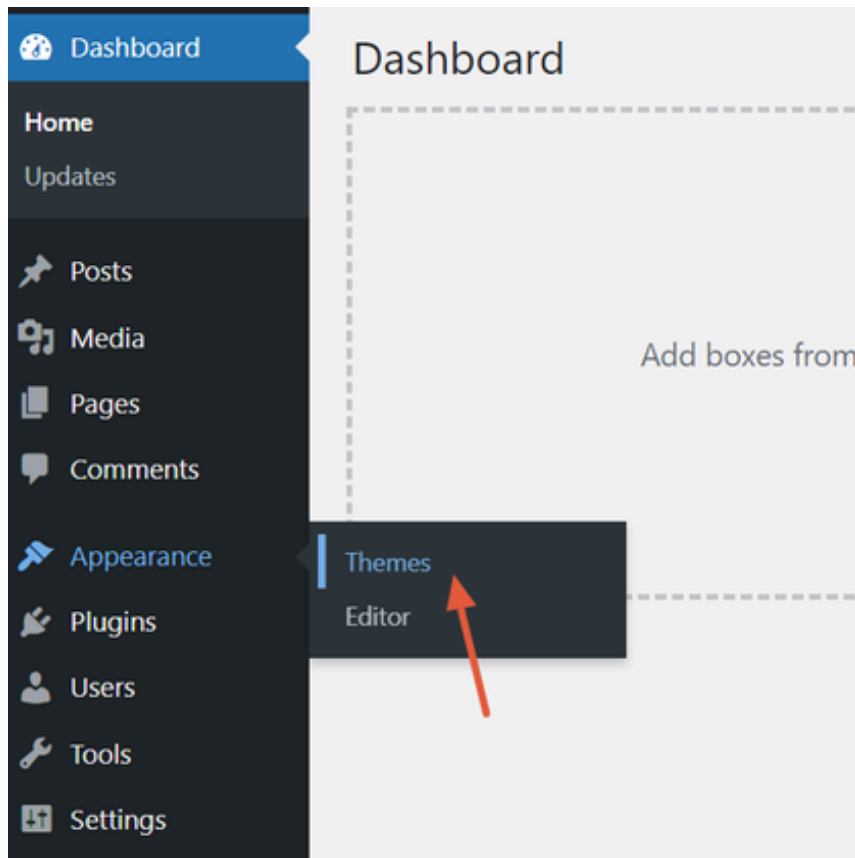 Dashboard
Home
Updates
Posts
Media
Pages
Comments
Appearance
Plugins
Users
Tools
Settings
Themes
Editor
Dashboard
Add boxes from